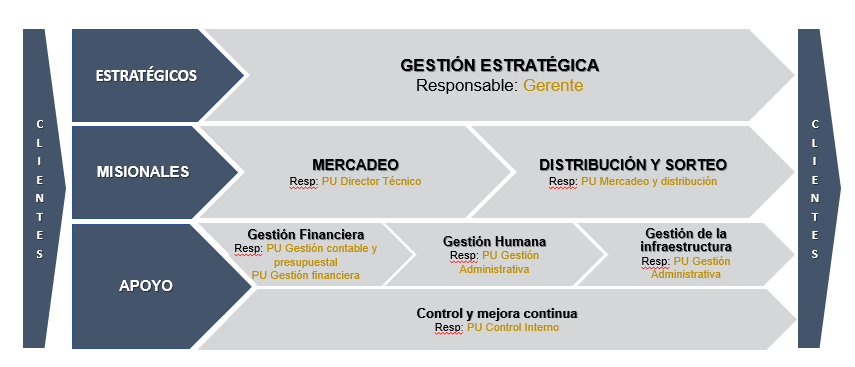 CLIENTES
ESTRATÉGICOS
GESTIÓN ESTRATÉGICA
Responsable: Gerente
MISIONALES
MERCADEO
Resp: PU Director Técnico
DISTRIBUCIÓN Y SORTEO
Resp: PU Mercadeo y distribución
APOYO
Gestión Financiera
Resp: PU Gestión contable y
presupuestal
PU Gestión financiera
Gestión Humana
Resp: PU Gestión
Administrativa
Gestión de la
infraestructura
Resp: PU Gestión
Administrativa
Control y mejora continua
Resp: PU Control Interno
CLIENTES